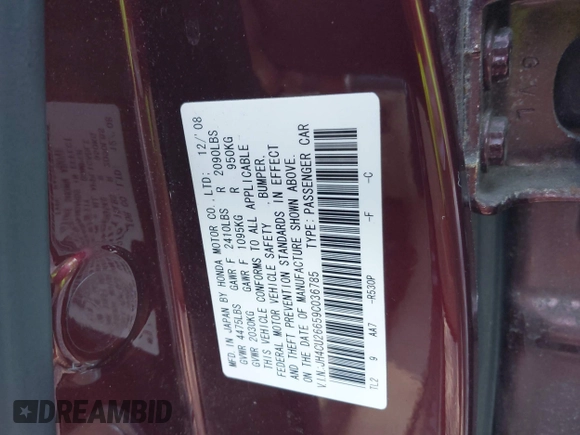 MFD. IN JAPAN BY HONDA MOTOR CO.,LTD: 12/'08
GVWR 4475LBS GAWR F 2410LBS R 2090LBS
GVWR 2030KG GAWR F 1095KG R 950KG
THIS VEHICLE CONFORMS TO ALL APPLICABLE
FEDERAL MOTOR VEHICLE SAFETY , BUMPER,
AND THEFT PREVENTION STANDARDS IN EFFECT
ON THE DATE OF MANUFACTURE SHOWN ABOVE.
V.I.N.:JH4CU26659C036785 TYPE: PASSENGER CAR
TL2 9 AA7 -R530P -F -C
DREAMBID